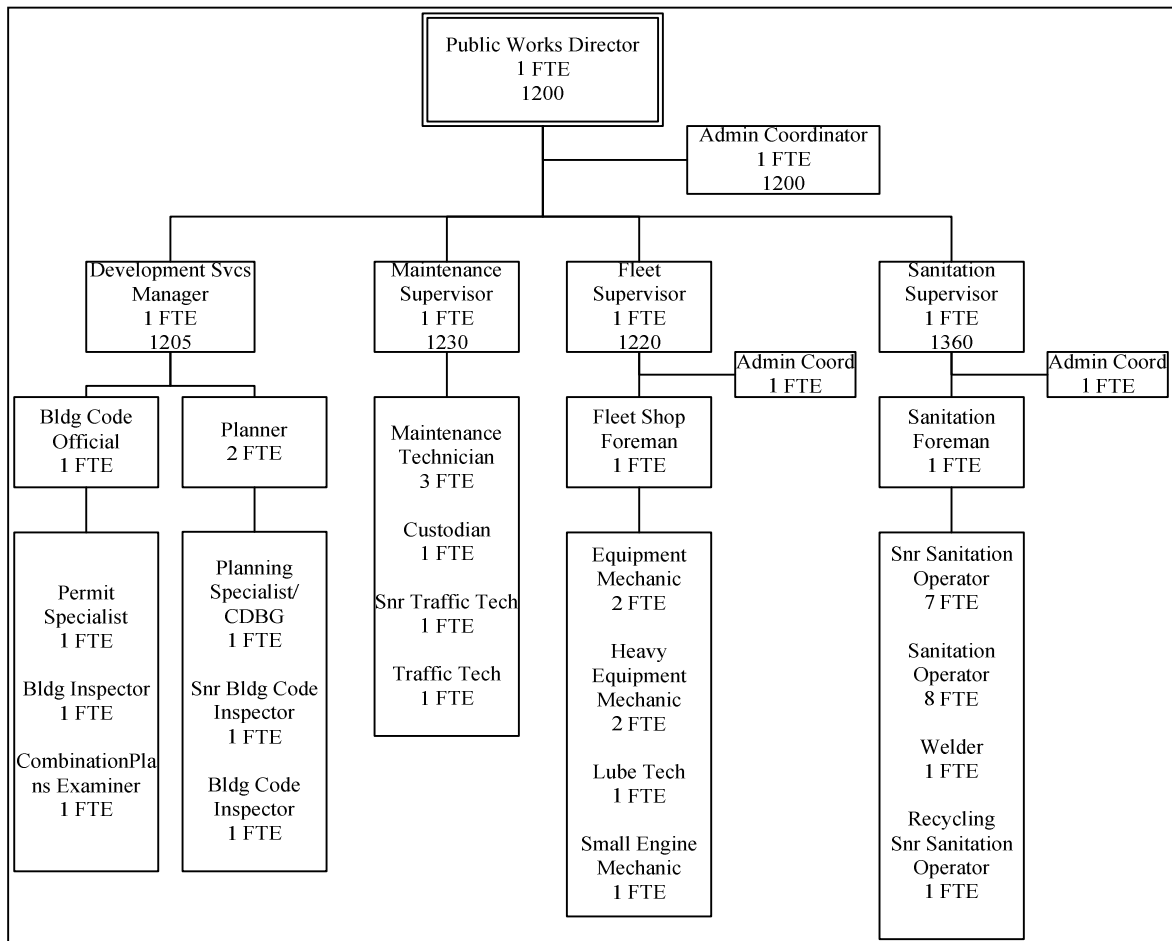 Public Works Director
1 FTE
1200
Admin Coordinator
1 FTE
1200
Development Svcs
Manager
1 FTE
1205
Maintenance
Supervisor
1 FTE
1230
Fleet
Supervisor
1 FTE
1220
Sanitation
Supervisor
1 FTE
1360
Admin Coord
1 FTE
Admin Coord
1 FTE
Bldg Code
Official
1 FTE
Planner
2 FTE
Maintenance
Technician
3 FTE
Custodian
1 FTE
Snr Traffic Tech
1 FTE
Traffic Tech
1 FTE
Fleet Shop
Foreman
1 FTE
Sanitation
Foreman
1 FTE
Permit
Specialist
1 FTE
Bldg Inspector
1 FTE
CombinationPla
ns Examiner
1 FTE
Planning
Specialist/
CDBG
1 FTE
Snr Bldg Code
Inspector
1 FTE
Bldg Code
Inspector
1 FTE
Equipment
Mechanic
2 FTE
Heavy
Equipment
Mechanic
2 FTE
Lube Tech
1 FTE
Small Engine
Mechanic
1 FTE
Snr Sanitation
Operator
7 FTE
Sanitation
Operator
8 FTE
Welder
1 FTE
Recycling
Snr Sanitation
Operator
1 FTE